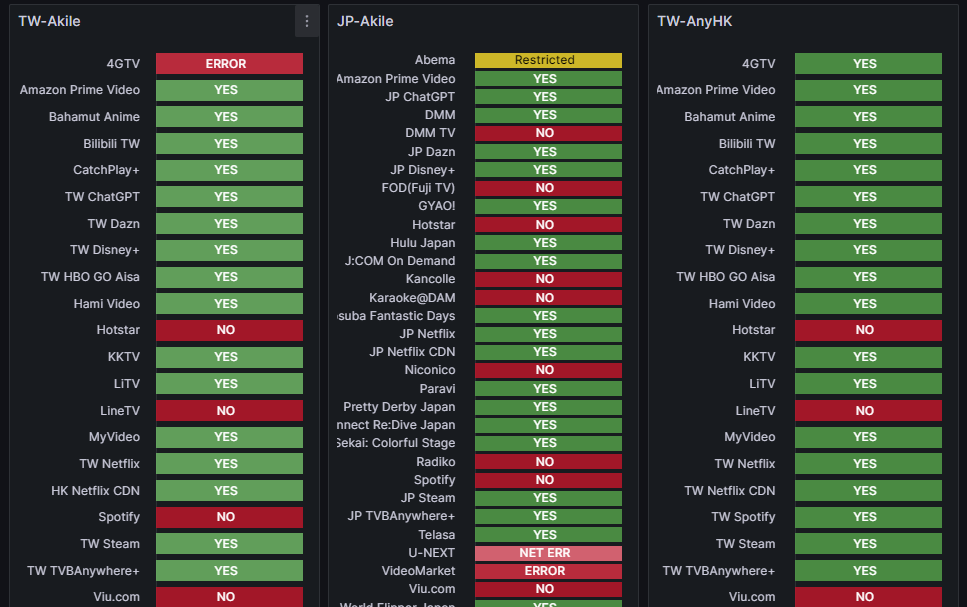 TW-Akile
4GTV ERROR
Amazon Prime Video YES
Bahamut Anime YES
Bilibili TW YES
CatchPlay+ YES
TW ChatGPT YES
TW Dazn YES
TW Disney+ YES
TW HBO GO Aisa YES
Hami Video YES
Hotstar NO
KKTV YES
LiTV YES
LineTV NO
MyVideo YES
TW Netflix YES
HK Netflix CDN YES
Spotify NO
TW Steam YES
TW TVBAnywhere+ YES
Viu.com NO
JP-Akile
Abema Restricted
Amazon Prime Video YES
JP ChatGPT YES
DMM YES
DMM TV NO
JP Dazn YES
JP Disney+ YES
FOD(Fuji TV) NO
GYAO! YES
Hotstar NO
Hulu Japan YES
J:COM On Demand YES
Kancolle NO
Karaoke@DAM NO
suba Fantastic Days YES
JP Netflix YES
JP Netflix CDN YES
Niconico NO
Paravi YES
Pretty Derby Japan YES
nnect Re:Dive Japan YES
Sekai: Colorful Stage YES
Radiko NO
Spotify NO
JP Steam YES
JP TVBAnywhere+ YES
Telasa YES
U-NEXT NET ERR
VideoMarket ERROR
Viu.com NO
World Flipper Japan YES
TW-AnyHK
4GTV YES
Amazon Prime Video YES
Bahamut Anime YES
Bilibili TW YES
CatchPlay+ YES
TW ChatGPT YES
TW Dazn YES
TW Disney+ YES
TW HBO GO Aisa YES
Hami Video YES
Hotstar NO
KKTV YES
LiTV YES
LineTV NO
MyVideo YES
TW Netflix YES
TW Netflix CDN YES
TW Spotify YES
TW Steam YES
TW TVBAnywhere+ YES
Viu.com NO